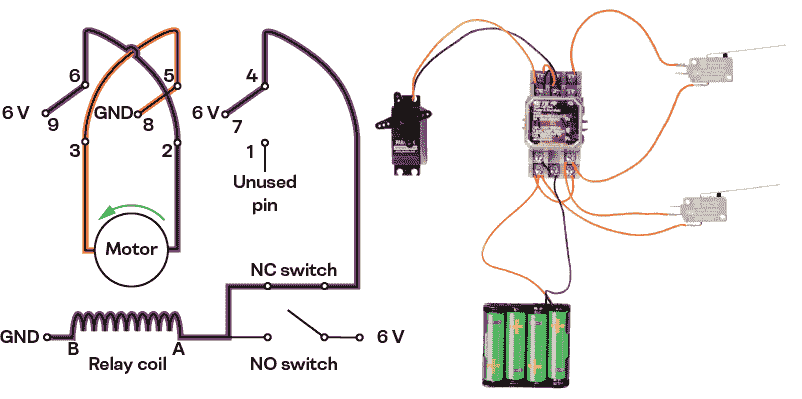 6
5
4
6 V
9
GND
8
6 V
7
3
2
1
Unused
pin
Motor
NC switch
GND
B
A
6 V
Relay coil
NO switch